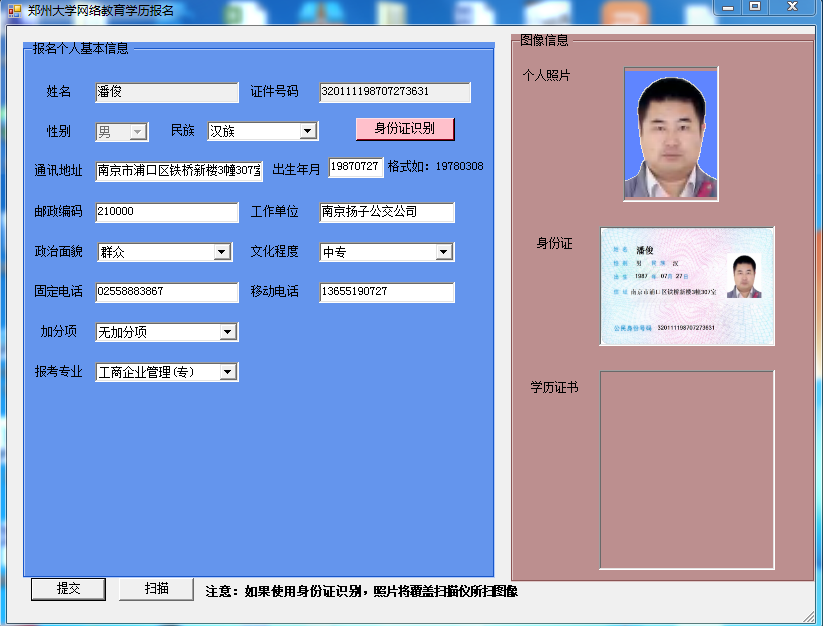 郑州大学网络教育学历报名
报名个人基本信息
姓名 潘俊 证件号码 320111198707273631
性别 男 民族 汉族 身份证识别
通讯地址 南京市浦口区铁桥新楼3幢307室 出生年月 19870727 格式如: 19780308
邮政编码 210000 工作单位 南京扬子公交公司
政治面貌 群众 文化程度 中专
固定电话 02558883867 移动电话 13655190727
加分项 无加分项
报考专业 工商企业管理(专)
提交 扫描 注意: 如果使用身份证识别, 照片将覆盖扫描仪所扫图像
图像信息
个人照片
身份证
姓名 潘俊
性别 男 民族 汉
出生 1987 年 07月 27日
住址 南京市浦口区铁桥新楼3幢307室
公民身份号码 320111198707273631
学历证书